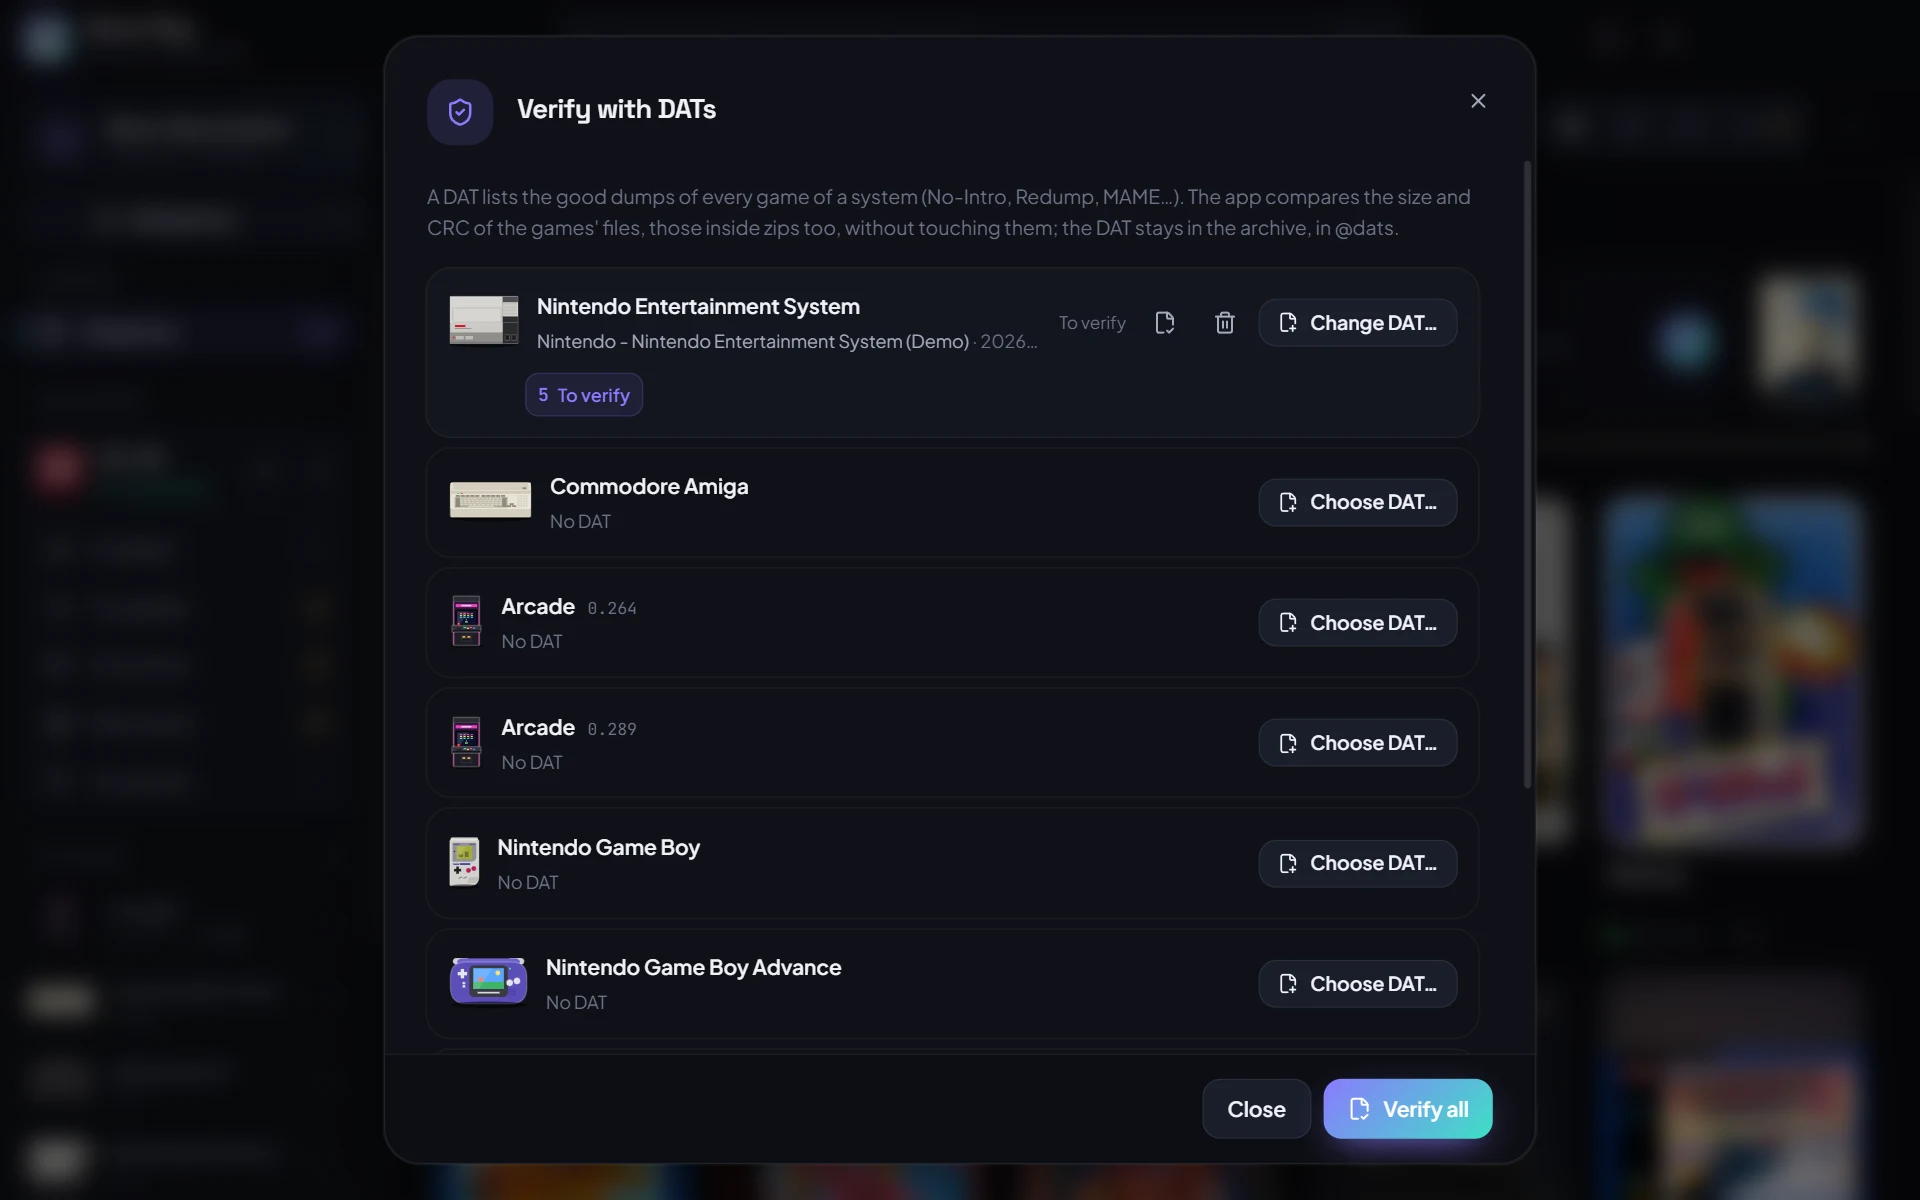 Verify with DATs
A DAT lists the good dumps of every game of a system (No-Intro, Redump, MAME…). The app compares the size and
CRC of the games' files, those inside zips too, without touching them; the DAT stays in the archive, in @dats.
Nintendo Entertainment System
Nintendo - Nintendo Entertainment System (Demo) · 2026…
To verify
Change DAT…
5 To verify
Commodore Amiga
No DAT
Choose DAT…
Arcade 0.264
No DAT
Choose DAT…
Arcade 0.289
No DAT
Choose DAT…
Nintendo Game Boy
No DAT
Choose DAT…
Nintendo Game Boy Advance
No DAT
Choose DAT…
Close
Verify all